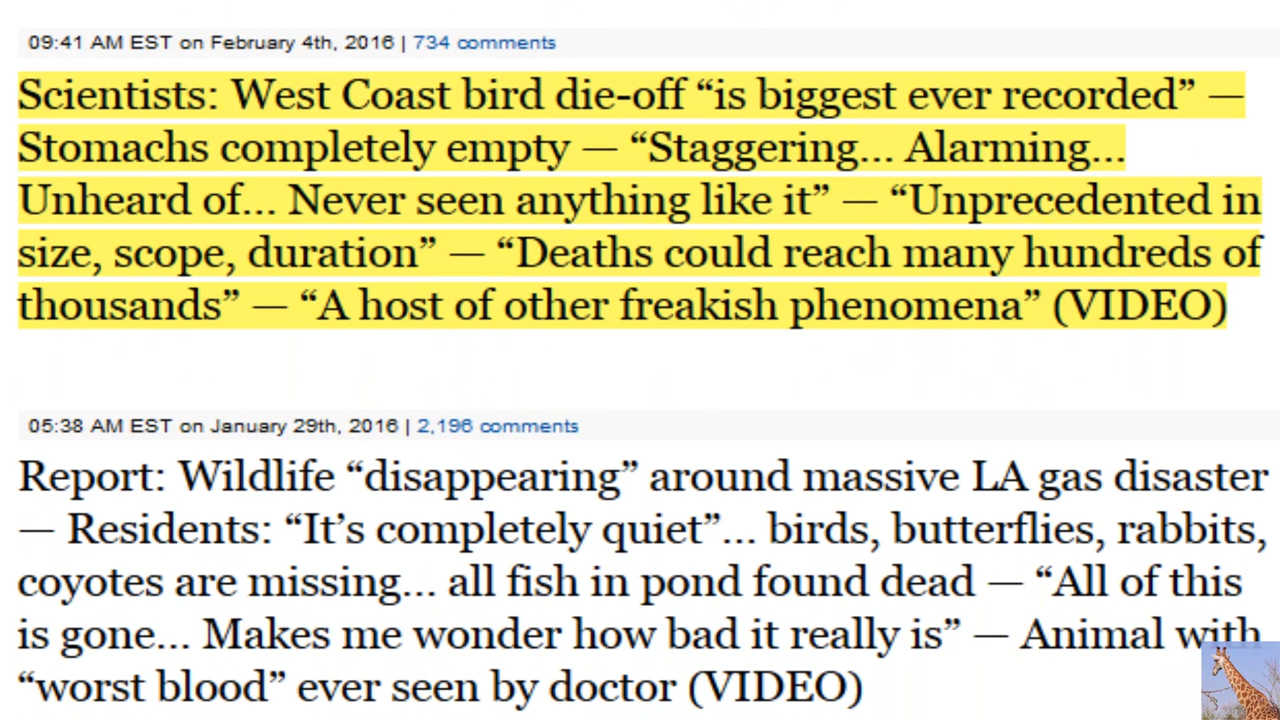 09:41 AM EST on February 4th, 2016 | 734 comments
Scientists: West Coast bird die-off “is biggest ever recorded” —
Stomachs completely empty — “Staggering... Alarming...
Unheard of... Never seen anything like it” — “Unprecedented in
size, scope, duration” — “Deaths could reach many hundreds of
thousands” — “A host of other freakish phenomena” (VIDEO)
05:38 AM EST on January 29th, 2016 | 2,196 comments
Report: Wildlife “disappearing” around massive LA gas disaster
— Residents: “It’s completely quiet”... birds, butterflies, rabbits,
coyotes are missing... all fish in pond found dead — “All of this
is gone... Makes me wonder how bad it really is” — Animal with
“worst blood” ever seen by doctor (VIDEO)